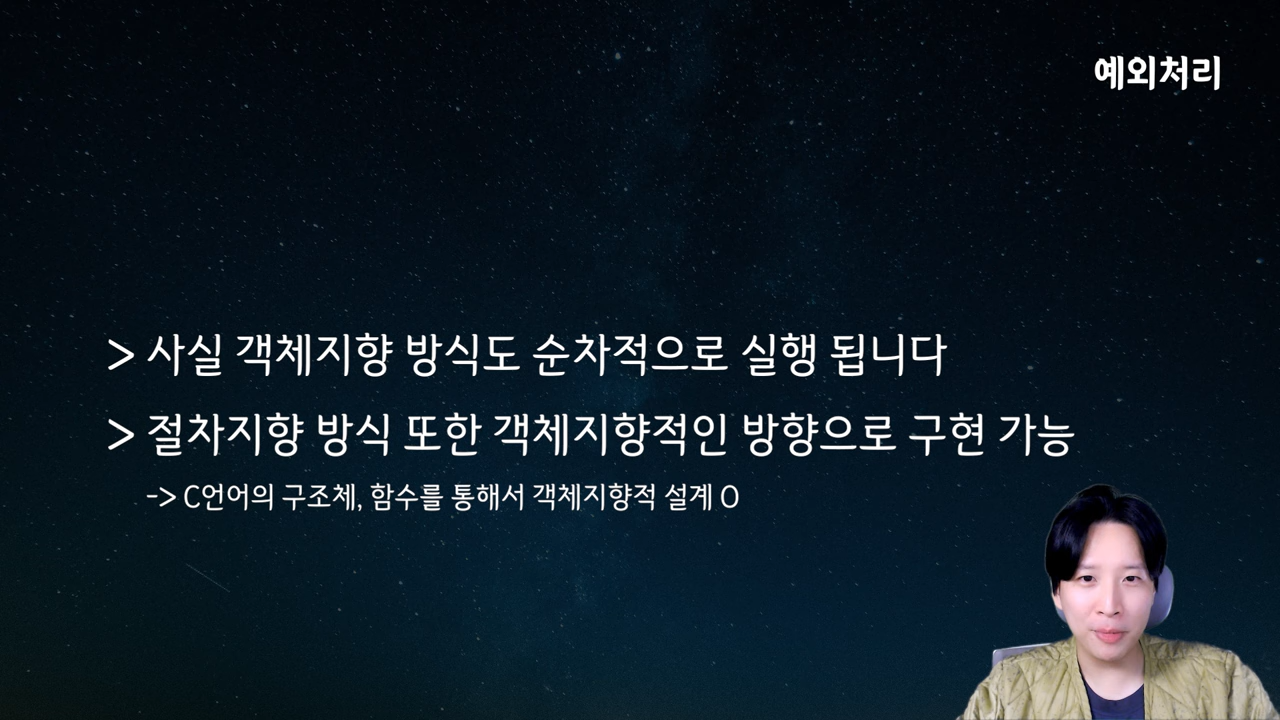 예외처리
> 사실 객체지향 방식도 순차적으로 실행 됩니다
> 절차지향 방식 또한 객체지향적인 방향으로 구현 가능
-> C언어의 구조체, 함수를 통해서 객체지향적 설계 O